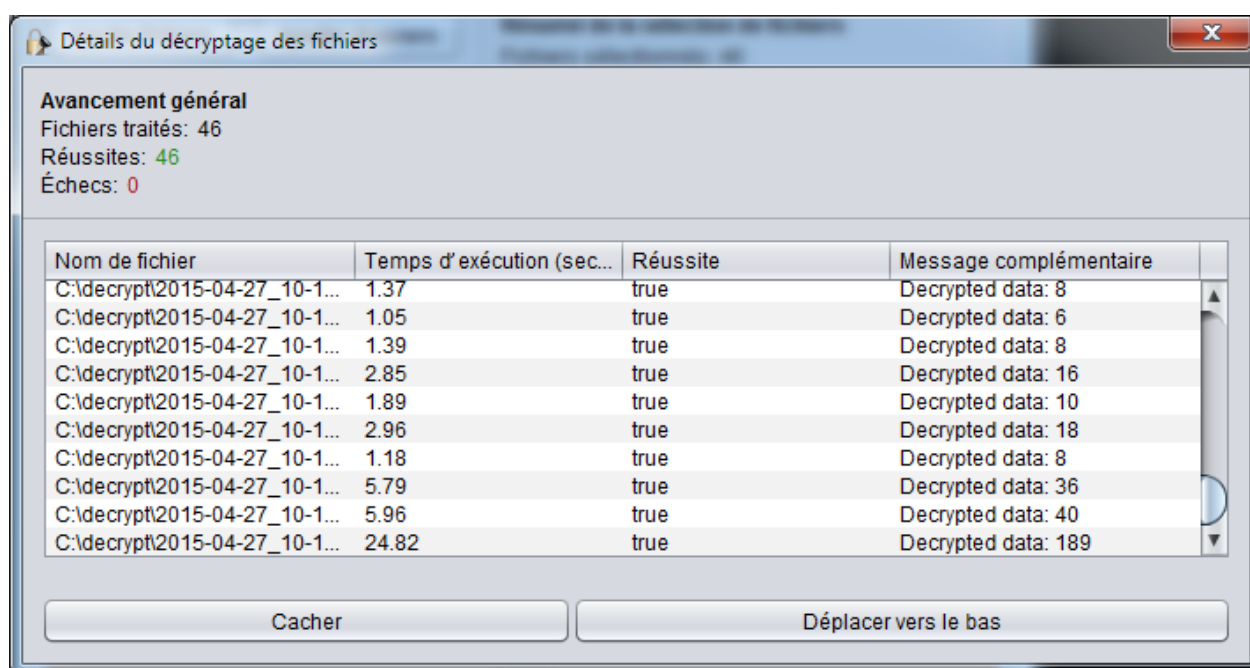 Détails du décryptage des fichiers
Avancement général
Fichiers traités: 46
Réussites: 46
Échecs: 0
Nom de fichier Temps d'exécution (sec... Réussite Message complémentaire
C:\decrypt\2015-04-27_10-1... 1.37 true Decrypted data: 8
C:\decrypt\2015-04-27_10-1... 1.05 true Decrypted data: 6
C:\decrypt\2015-04-27_10-1... 1.39 true Decrypted data: 8
C:\decrypt\2015-04-27_10-1... 2.85 true Decrypted data: 16
C:\decrypt\2015-04-27_10-1... 1.89 true Decrypted data: 10
C:\decrypt\2015-04-27_10-1... 2.96 true Decrypted data: 18
C:\decrypt\2015-04-27_10-1... 1.18 true Decrypted data: 8
C:\decrypt\2015-04-27_10-1... 5.79 true Decrypted data: 36
C:\decrypt\2015-04-27_10-1... 5.96 true Decrypted data: 40
C:\decrypt\2015-04-27_10-1... 24.82 true Decrypted data: 189
Cacher Déplacer vers le bas